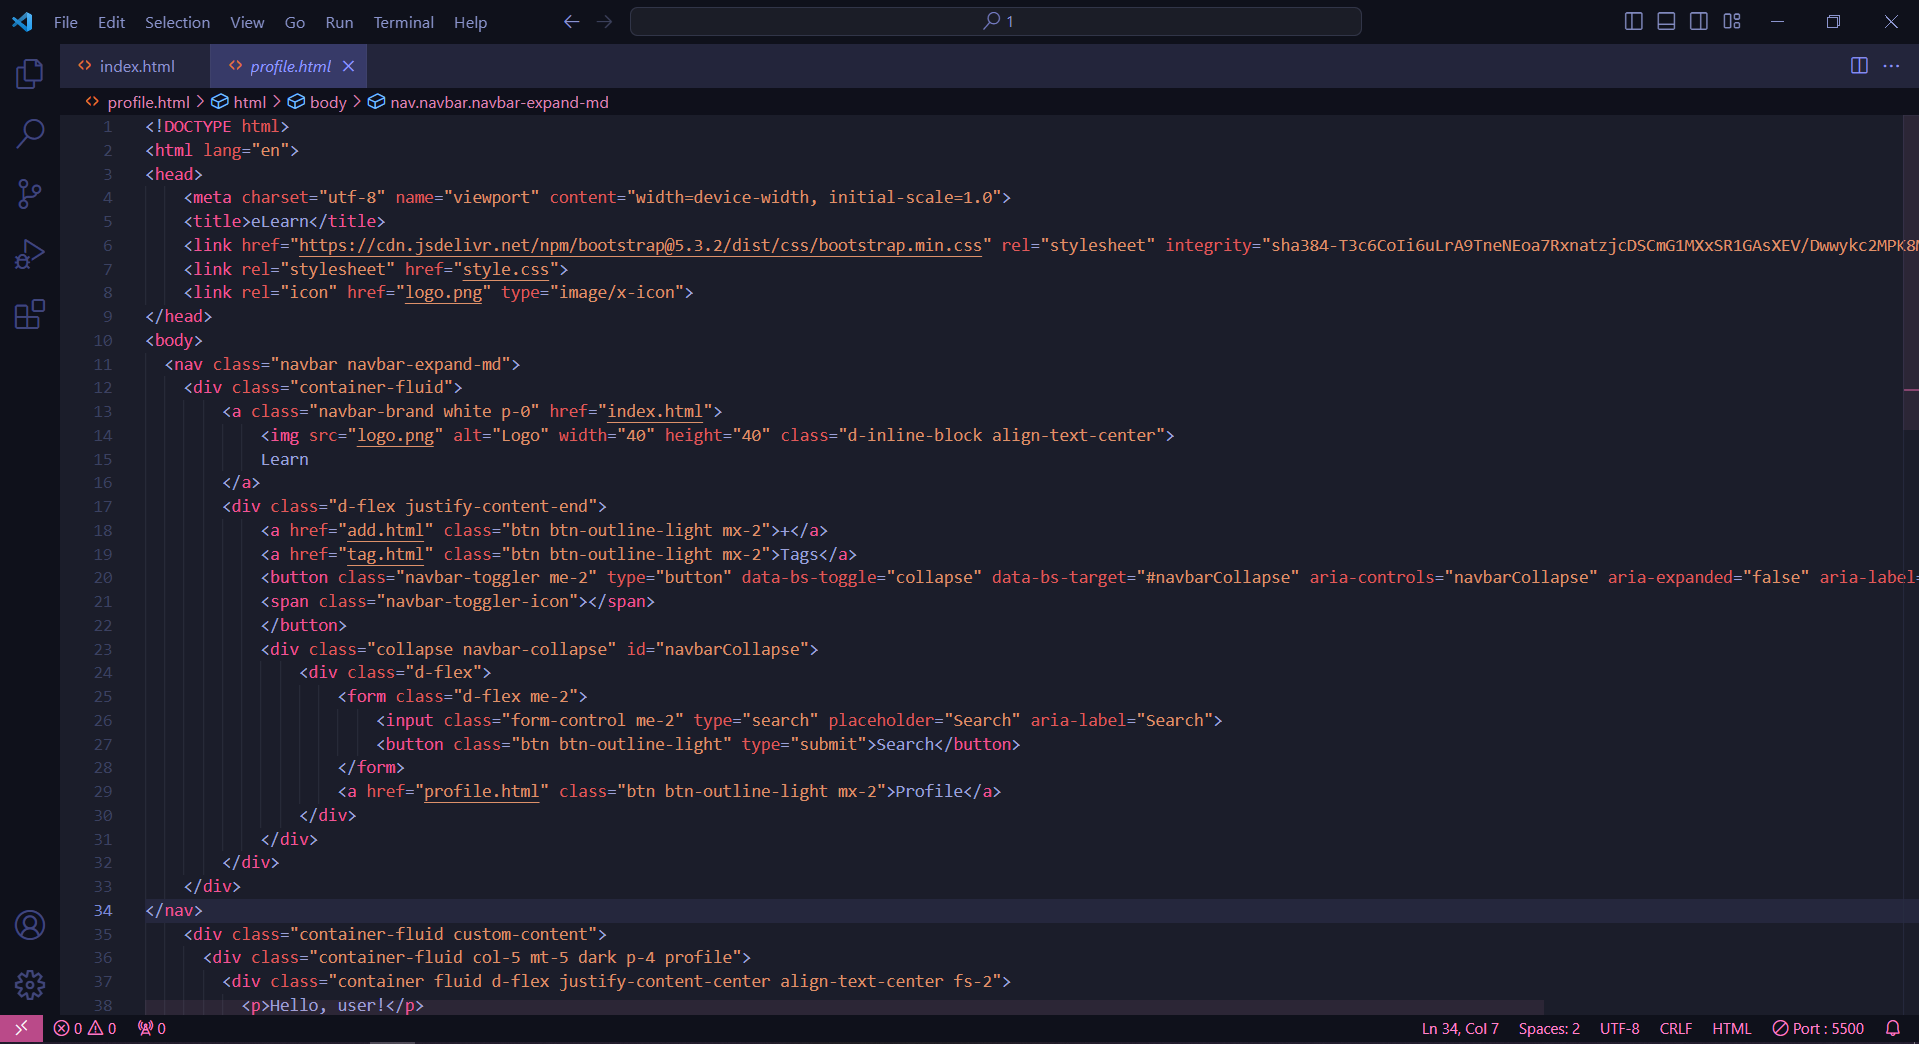 File Edit Selection View Go Run Terminal Help 1
index.html profile.html
profile.html > html > body > nav.navbar.navbar-expand-md
1 <!DOCTYPE html>
2 <html lang="en">
3 <head>
4 <meta charset="utf-8" name="viewport" content="width=device-width, initial-scale=1.0">
5 <title>eLearn</title>
6 <link href="https://cdn.jsdelivr.net/npm/bootstrap@5.3.2/dist/css/bootstrap.min.css" rel="stylesheet" integrity="sha384-T3c6CoIi6uLrA9TneNEoa7RxnatzjcDSCmG1MXxSR1GAsXEV/Dwwykc2MPK8M
7 <link rel="stylesheet" href="style.css">
8 <link rel="icon" href="logo.png" type="image/x-icon">
9 </head>
10 <body>
11 <nav class="navbar navbar-expand-md">
12 <div class="container-fluid">
13 <a class="navbar-brand white p-0" href="index.html">
14 <img src="logo.png" alt="Logo" width="40" height="40" class="d-inline-block align-text-center">
15 Learn
16 </a>
17 <div class="d-flex justify-content-end">
18 <a href="add.html" class="btn btn-outline-light mx-2">+</a>
19 <a href="tag.html" class="btn btn-outline-light mx-2">Tags</a>
20 <button class="navbar-toggler me-2" type="button" data-bs-toggle="collapse" data-bs-target="#navbarCollapse" aria-controls="navbarCollapse" aria-expanded="false" aria-label=
21 <span class="navbar-toggler-icon"></span>
22 </button>
23 <div class="collapse navbar-collapse" id="navbarCollapse">
24 <div class="d-flex">
25 <form class="d-flex me-2">
26 <input class="form-control me-2" type="search" placeholder="Search" aria-label="Search">
27 <button class="btn btn-outline-light" type="submit">Search</button>
28 </form>
29 <a href="profile.html" class="btn btn-outline-light mx-2">Profile</a>
30 </div>
31 </div>
32 </div>
33 </div>
34 </nav>
35 <div class="container-fluid custom-content">
36 <div class="container-fluid col-5 mt-5 dark p-4 profile">
37 <div class="container fluid d-flex justify-content-center align-text-center fs-2">
38 <p>Hello, user!</p>
0 0 0 Ln 34, Col 7 Spaces: 2 UTF-8 CRLF HTML Port : 5500